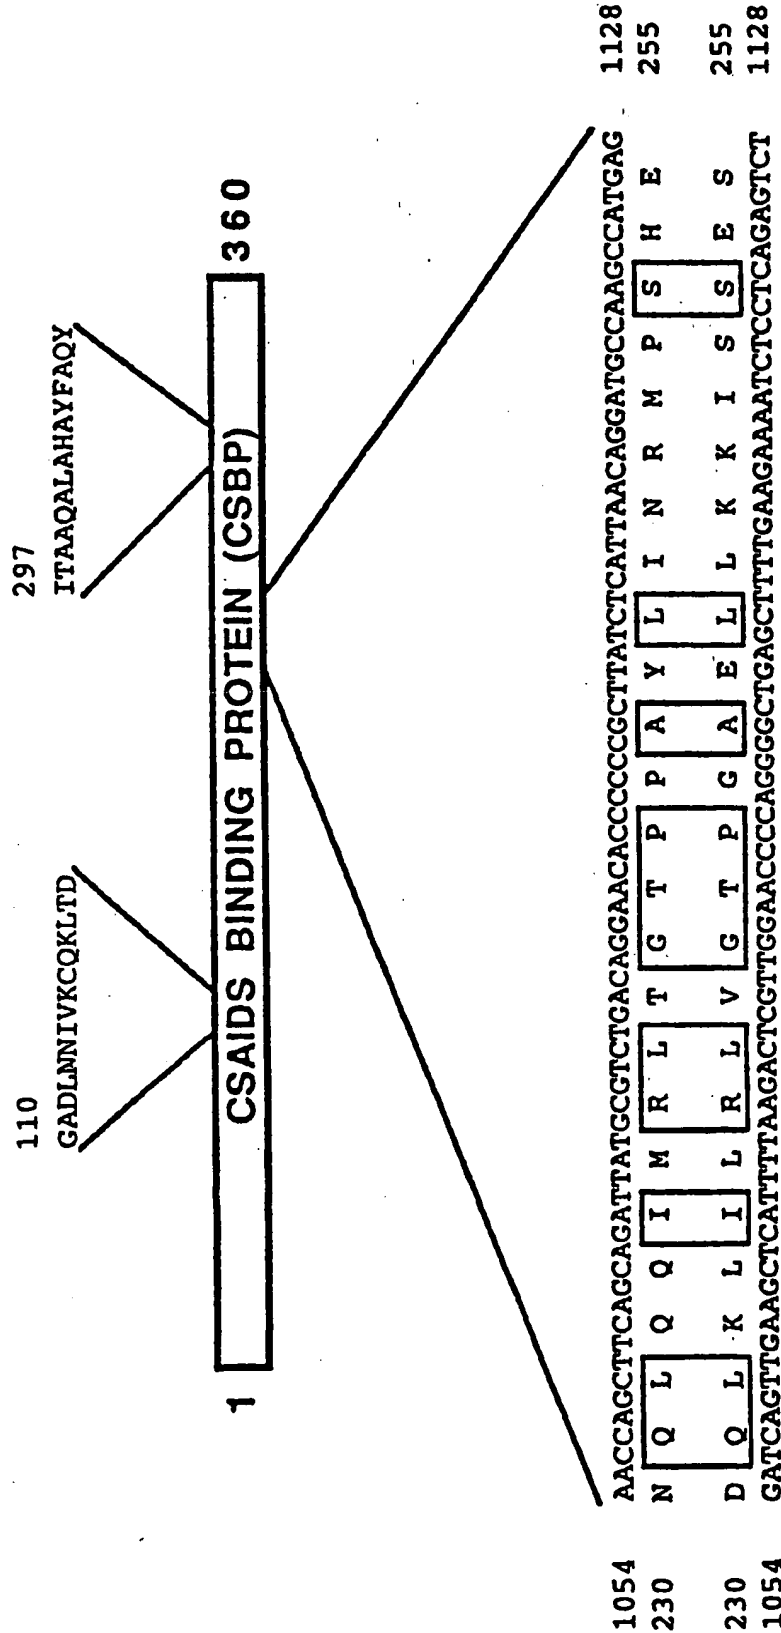 110
GADLNNIVKCQKLTD
297
ITAAQALAHAYFAQY
1 CSAIDS BINDING PROTEIN (CSBP) 360
1054 AACCAGCTTCAGCAGATTATGCGTCTGACAGGAACACCCCCCGCTTATCTCATTAACAGGATGCCAAGCCATGAG 1128
230 N Q L Q Q I M R L T G T P P A Y L I N R M P S H E 255
230 D Q L K L I L R L V G T P G A E L L K K I S S E S 255
1054 GATCAGTTGAAGCTCATTTTAAGACTCGTTGGAACCCCAGGGGCTGAGCTTTTGAAGAAAATCTCCTCAGAGTCT 1128